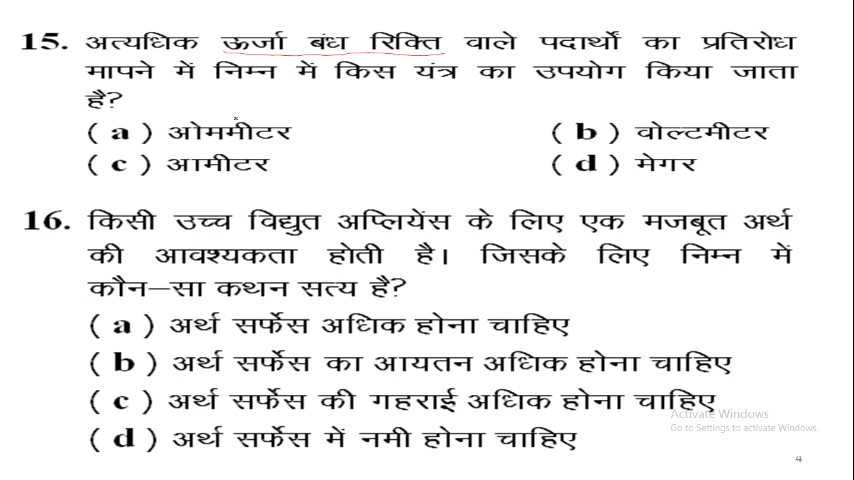 15. अत्यधिक ऊर्जा बंध रिक्ति वाले पदार्थों का प्रतिरोध
मापने में निम्न में किस यंत्र का उपयोग किया जाता
है?
( a ) ओममीटर ( b ) वोल्टमीटर
( c ) आमीटर ( d ) मेगर
16. किसी उच्च विद्युत अप्लियेंस के लिए एक मजबूत अर्थ
की आवश्यकता होती है। जिसके लिए निम्न में
कौन–सा कथन सत्य है?
( a ) अर्थ सर्फेस अधिक होना चाहिए
( b ) अर्थ सर्फेस का आयतन अधिक होना चाहिए
( c ) अर्थ सर्फेस की गहराई अधिक होना चाहिए
( d ) अर्थ सर्फेस में नमी होना चाहिए
Activate Windows
Go to Settings to activate Windows.
4